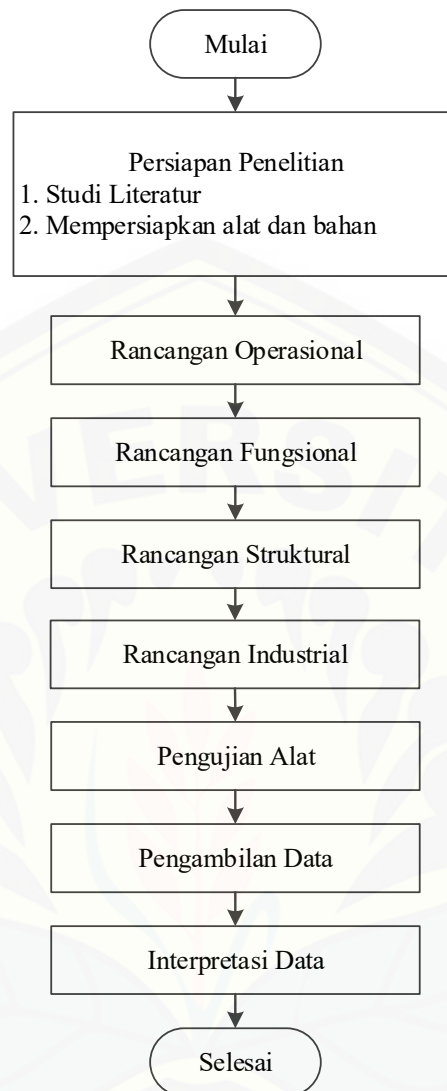 Mulai
Persiapan Penelitian
1. Studi Literatur
2. Mempersiapkan alat dan bahan
Rancangan Operasional
Rancangan Fungsional
Rancangan Struktural
Rancangan Industrial
Pengujian Alat
Pengambilan Data
Interpretasi Data
Selesai